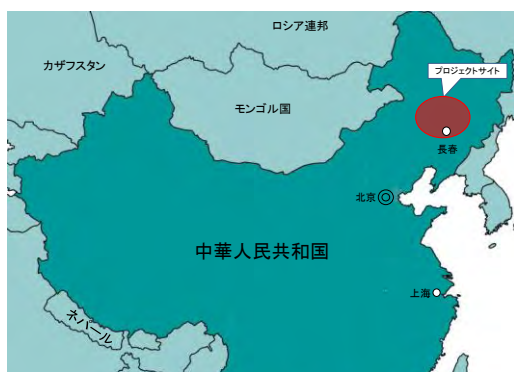 ロシア連邦
カザフスタン
プロジェクトサイト
モンゴル国
長春
北京
中華人民共和国
上海
ネパール